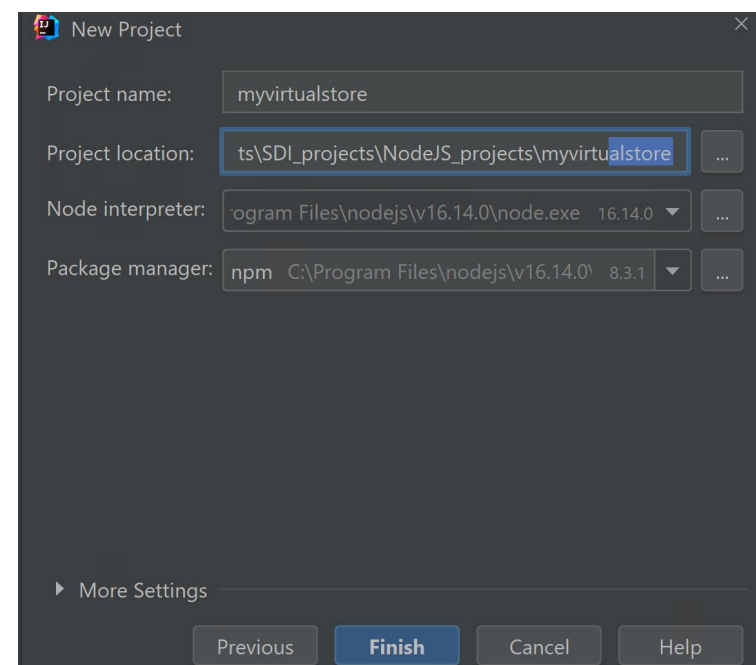 New Project
Project name: myvirtualstore
Project location: ts\SDI_projects\NodeJS_projects\myvirtualstore ...
Node interpreter: rogram Files\nodejs\v16.14.0\node.exe 16.14.0 ...
Package manager: npm C:\Program Files\nodejs\v16.14.0\ 8.3.1 ...
More Settings
Previous Finish Cancel Help